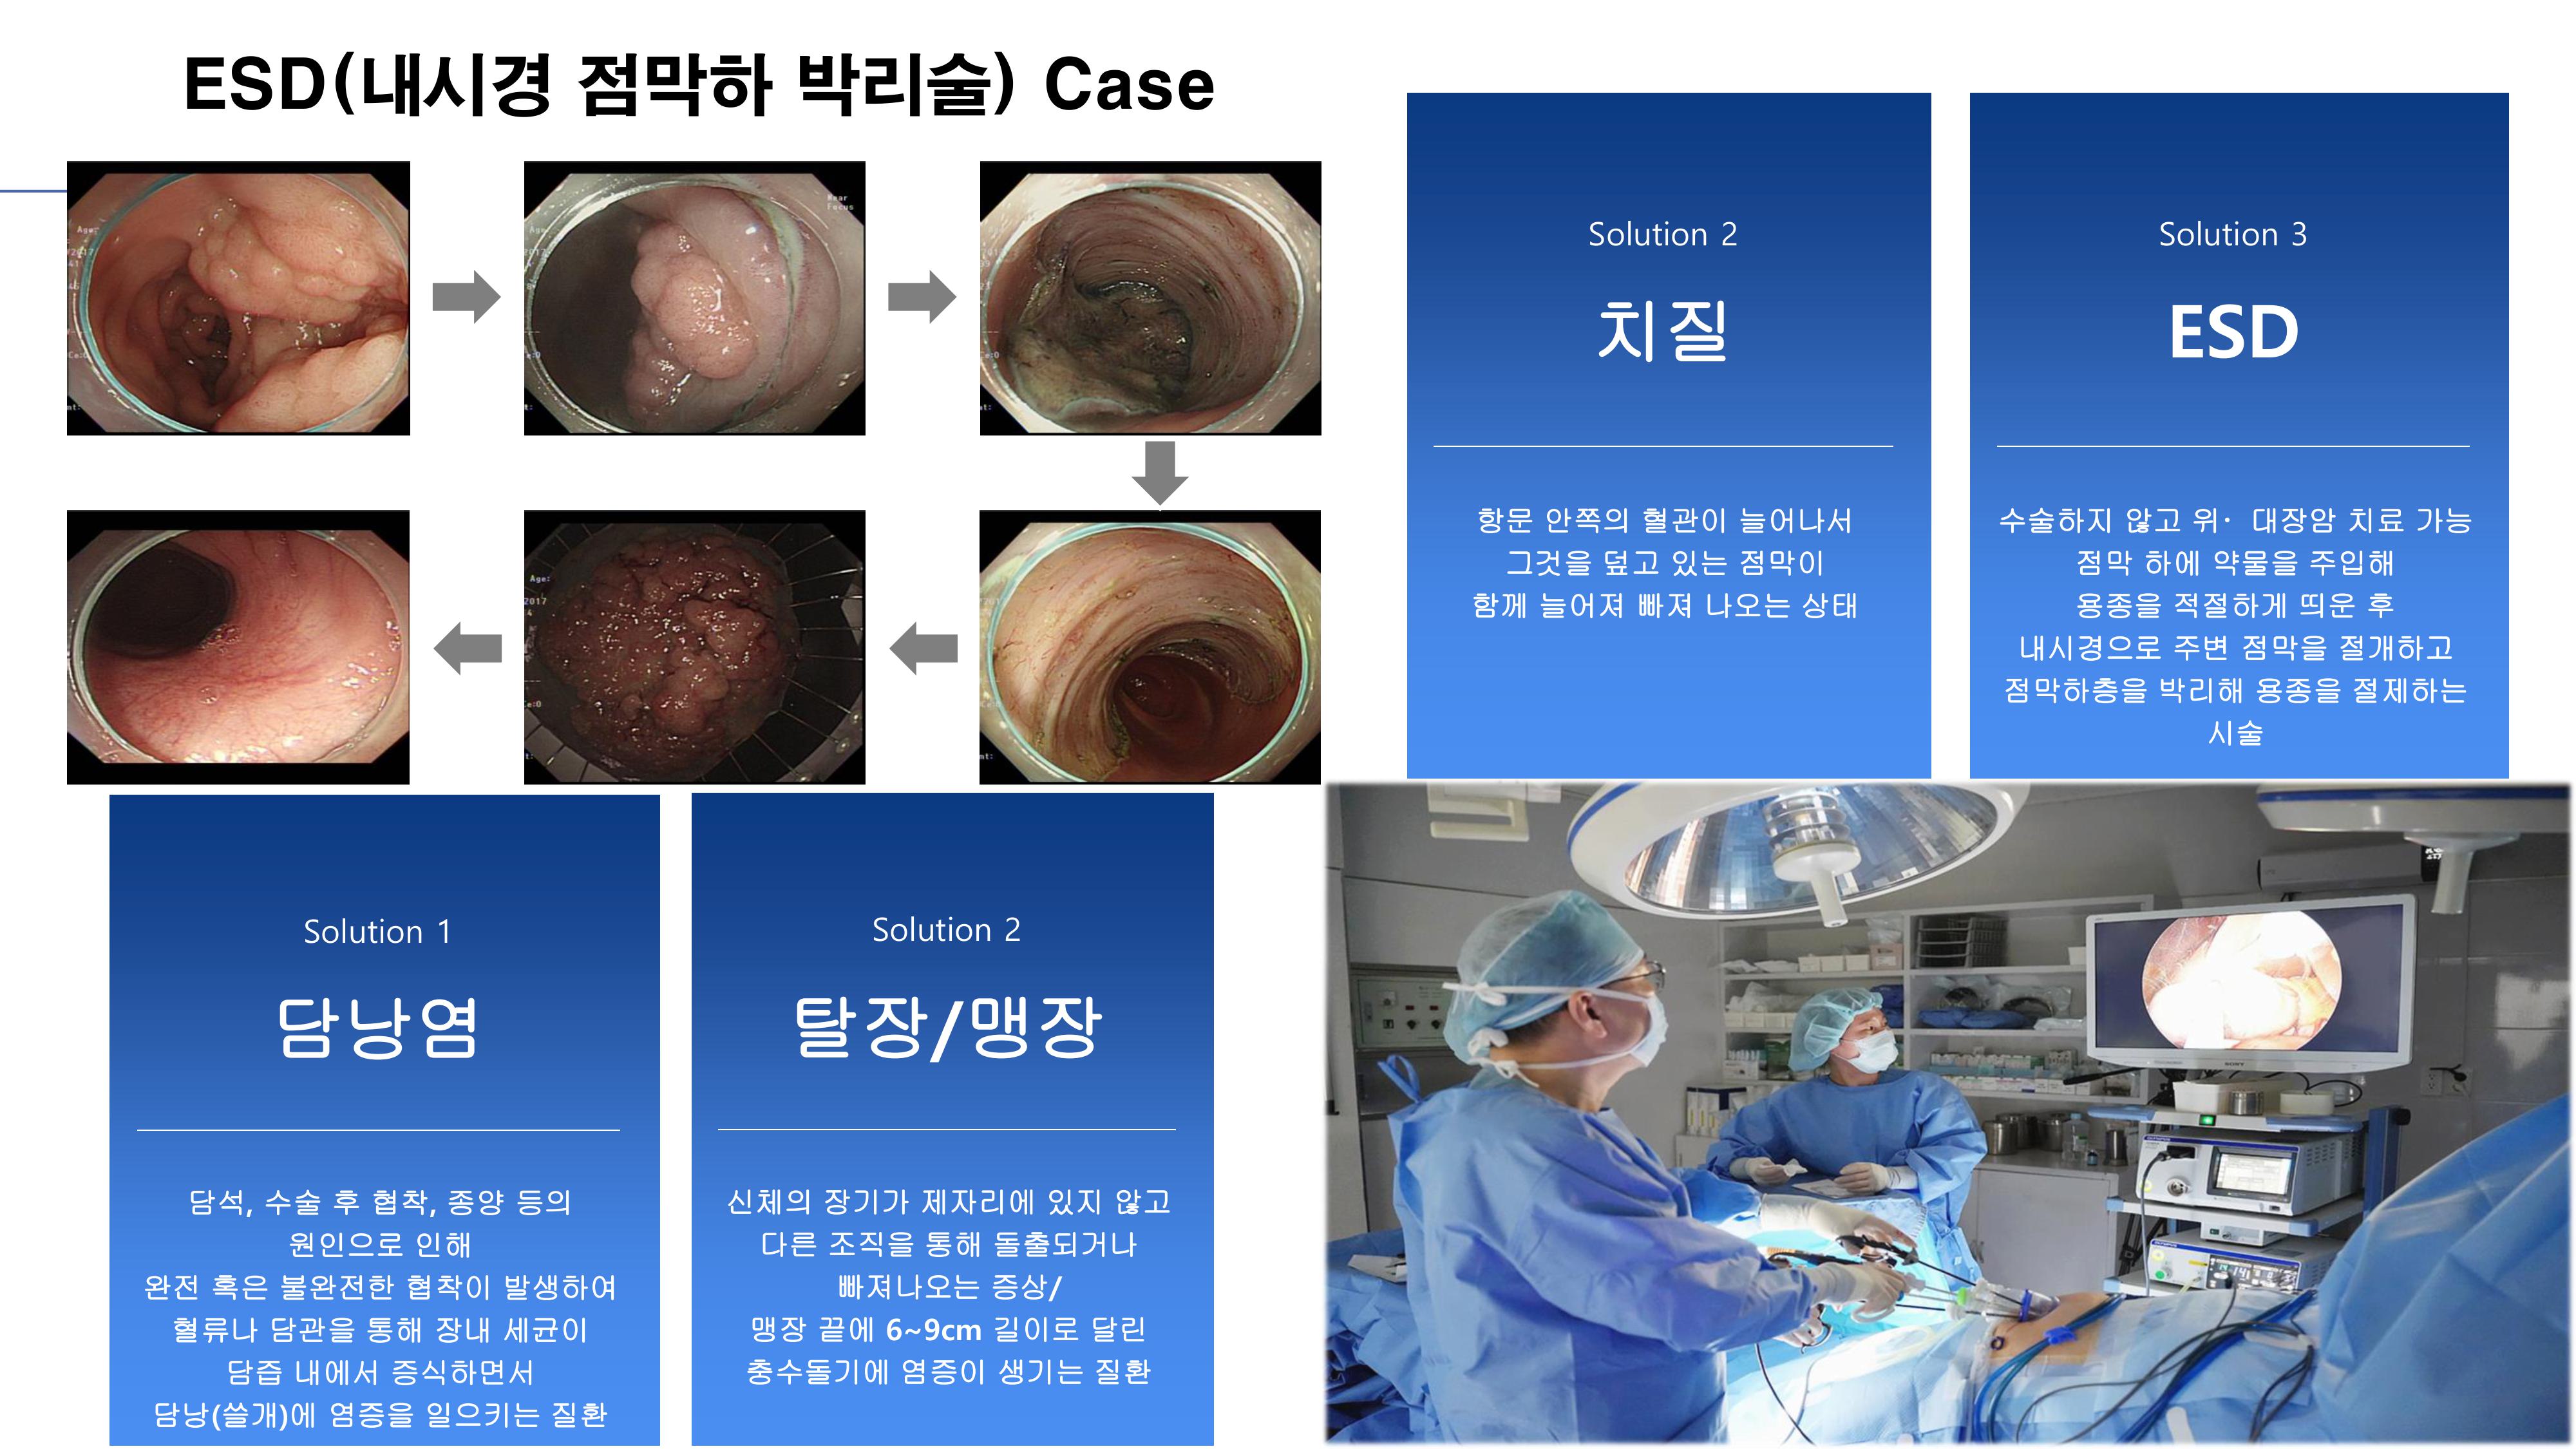 ESD(내시경 점막하 박리술) Case
Age:
2017
Near
Focus
Age:
2017
Solution 2
치질
항문 안쪽의 혈관이 늘어나서
그것을 덮고 있는 점막이
함께 늘어져 빠져 나오는 상태
Solution 3
ESD
수술하지 않고 위· 대장암 치료 가능
점막 하에 약물을 주입해
용종을 적절하게 띄운 후
내시경으로 주변 점막을 절개하고
점막하층을 박리해 용종을 절제하는
시술
Solution 1
담낭염
담석, 수술 후 협착, 종양 등의
원인으로 인해
완전 혹은 불완전한 협착이 발생하여
혈류나 담관을 통해 장내 세균이
담즙 내에서 증식하면서
담낭(쓸개)에 염증을 일으키는 질환
Solution 2
탈장/맹장
신체의 장기가 제자리에 있지 않고
다른 조직을 통해 돌출되거나
빠져나오는 증상/
맹장 끝에 6~9cm 길이로 달린
충수돌기에 염증이 생기는 질환
SONY